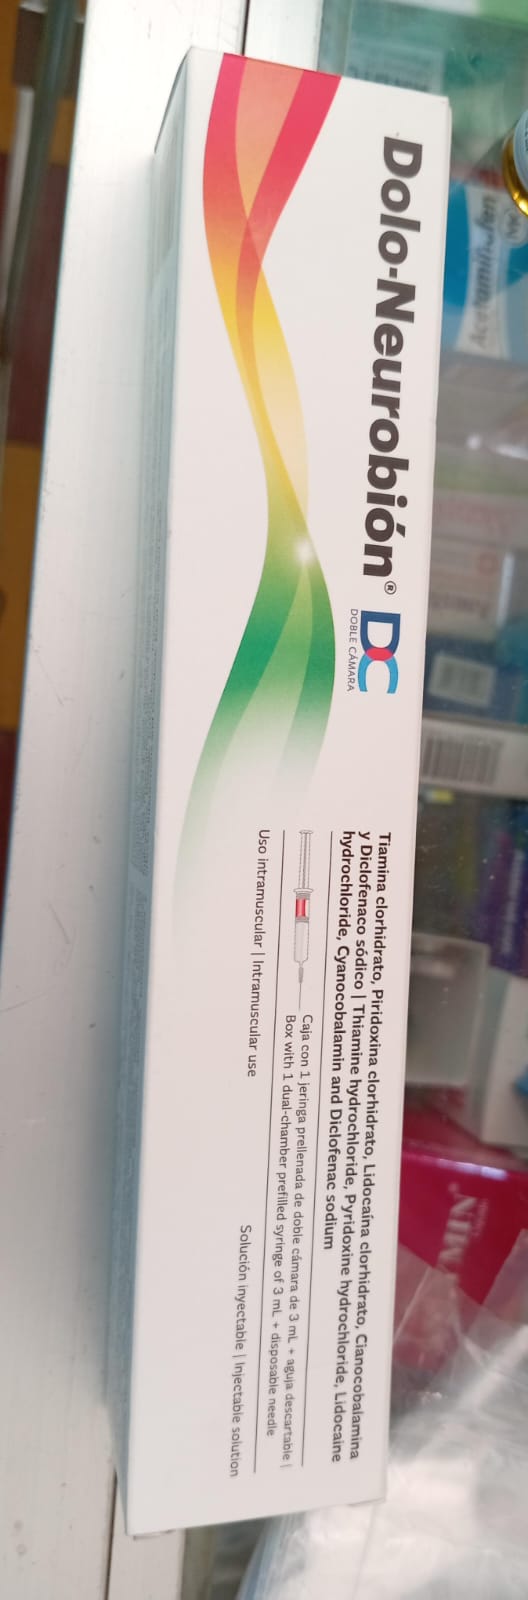 Dolo-Neurobión®
DC
DOBLE CÁMARA
Tiamina clorhidrato, Piridoxina clorhidrato, Lidocaína clorhidrato, Cianocobalamina
y Diclofenaco sódico | Thiamine hydrochloride, Pyridoxine hydrochloride, Lidocaine
hydrochloride, Cyanocobalamin and Diclofenac sodium
Caja con 1 jeringa prellenada de doble cámara de 3 mL + aguja descartable |
Box with 1 dual-chamber prefilled syringe of 3 mL + disposable needle
Uso intramuscular | Intramuscular use
Solución inyectable | Injectable solution